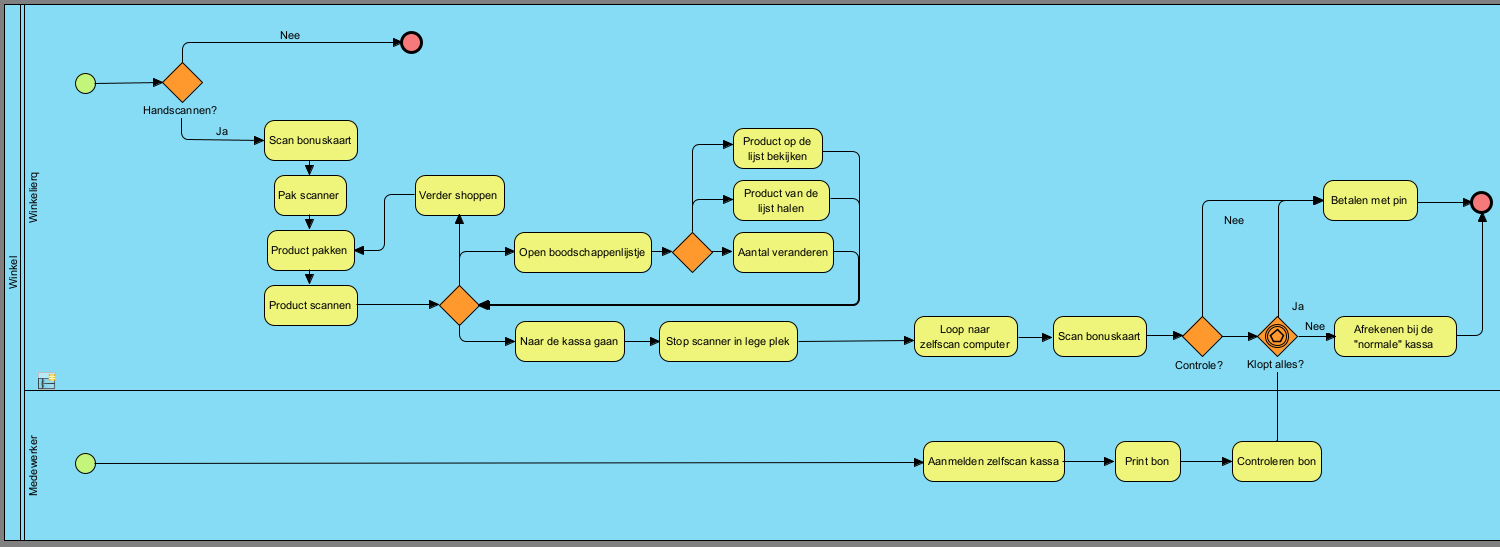 Winkel
Winkelierq
Nee
Handscannen?
Ja
Scan bonuskaart
Pak scanner
Verder shoppen
Product pakken
Product scannen
Open boodschappenlijstje
Product op de
lijst bekijken
Product van de
lijst halen
Aantal veranderen
Naar de kassa gaan
Stop scanner in lege plek
Loop naar
zelfscan computer
Scan bonuskaart
Controle?
Nee
Klopt alles?
Ja
Nee
Betalen met pin
Afrekenen bij de
"normale" kassa
Medewerker
Aanmelden zelfscan kassa
Print bon
Controleren bon